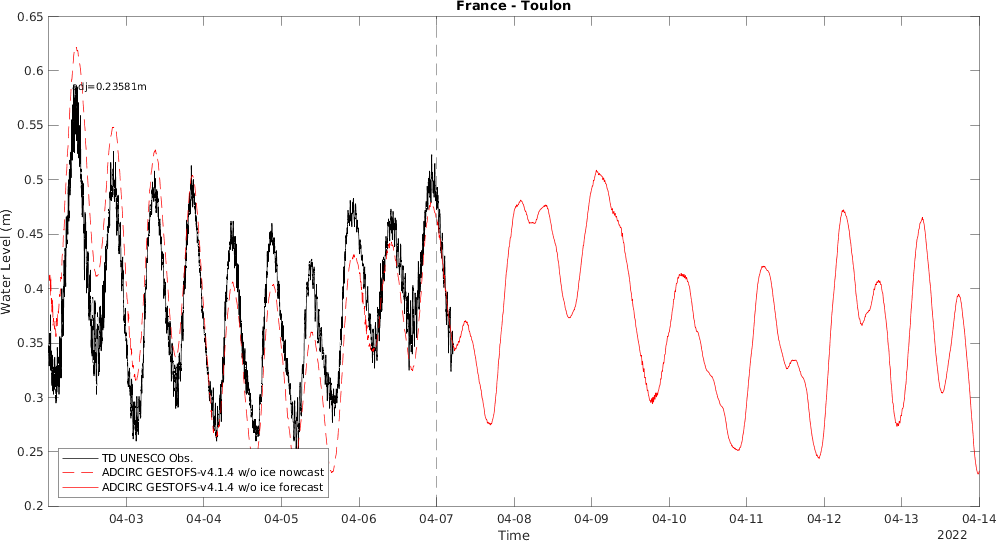 France - Toulon
0.65
0.6
0.55
0.5
0.45
0.4
0.35
0.3
0.25
0.2
Water Level (m)
adj=0.23581m
TD UNESCO Obs.
ADCIRC GESTOFS-v4.1.4 w/o ice nowcast
ADCIRC GESTOFS-v4.1.4 w/o ice forecast
04-03 04-04 04-05 04-06 04-07 04-08 04-09 04-10 04-11 04-12 04-13 04-14
Time
2022